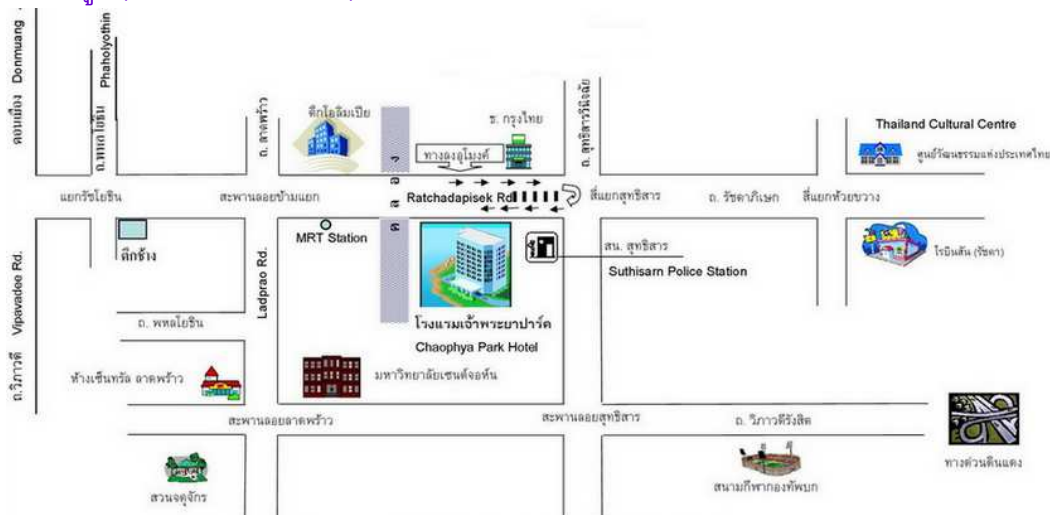 ดอนเมือง Donmuang
ถ.พหลโยธิน Phaholyothin
ถ. ลาดพร้าว
ตึกโอลิมเปีย
คลอง
ทางลงอุโมงค์
ธ. กรุงไทย
ถ. สุทธิสารวินิจฉัย
Thailand Cultural Centre
ศูนย์วัฒนธรรมแห่งประเทศไทย
แยกรัชโยธิน
สะพานลอยข้ามแยก
Ratchadapisek Rd
สี่แยกสุทธิสาร
ถ. รัชดาภิเษก
สี่แยกห้วยขวาง
ตึกช้าง
MRT Station
สน. สุทธิสาร
Suthisarn Police Station
โรบินสัน (รัชดา)
ถ.วิภาวดี Vipavadee Rd.
Ladprao Rd.
ถ. พหลโยธิน
โรงแรมเจ้าพระยาปาร์ค
Chaophya Park Hotel
ห้างเซ็นทรัล ลาดพร้าว
มหาวิทยาลัยเซนต์จอห์น
สะพานลอยลาดพร้าว
สะพานลอยสุทธิสาร
ถ. วิภาวดีรังสิต
ทางด่วนดินแดง
สวนจตุจักร
สนามกีฬากองทัพบก